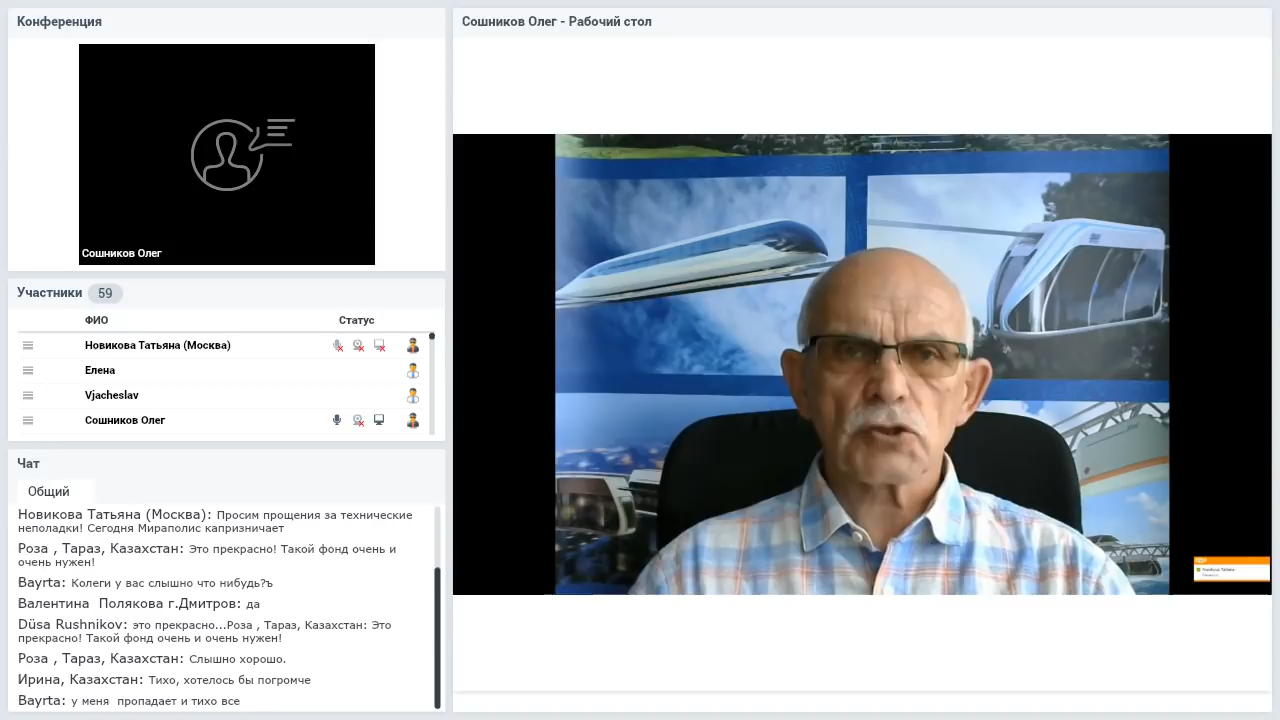 Конференция
Сошников Олег
Участники 59
ФИО Статус
Новикова Татьяна (Москва)
Елена
Vjacheslav
Сошников Олег
Чат
Общий
Новикова Татьяна (Москва): Просим прощения за технические
неполадки! Сегодня Мираполис капризничает
Роза , Тараз, Казахстан: Это прекрасно! Такой фонд очень и
очень нужен!
Bayrta: Колеги у вас слышно что нибудь?ъ
Валентина  Полякова г.Дмитров: да
Düsa Rushnikov: это прекрасно...Роза , Тараз, Казахстан: Это
прекрасно! Такой фонд очень и очень нужен!
Роза , Тараз, Казахстан: Слышно хорошо.
Ирина, Казахстан: Тихо, хотелось бы погромче
Bayrta: у меня  пропадает и тихо все
Сошников Олег - Рабочий стол